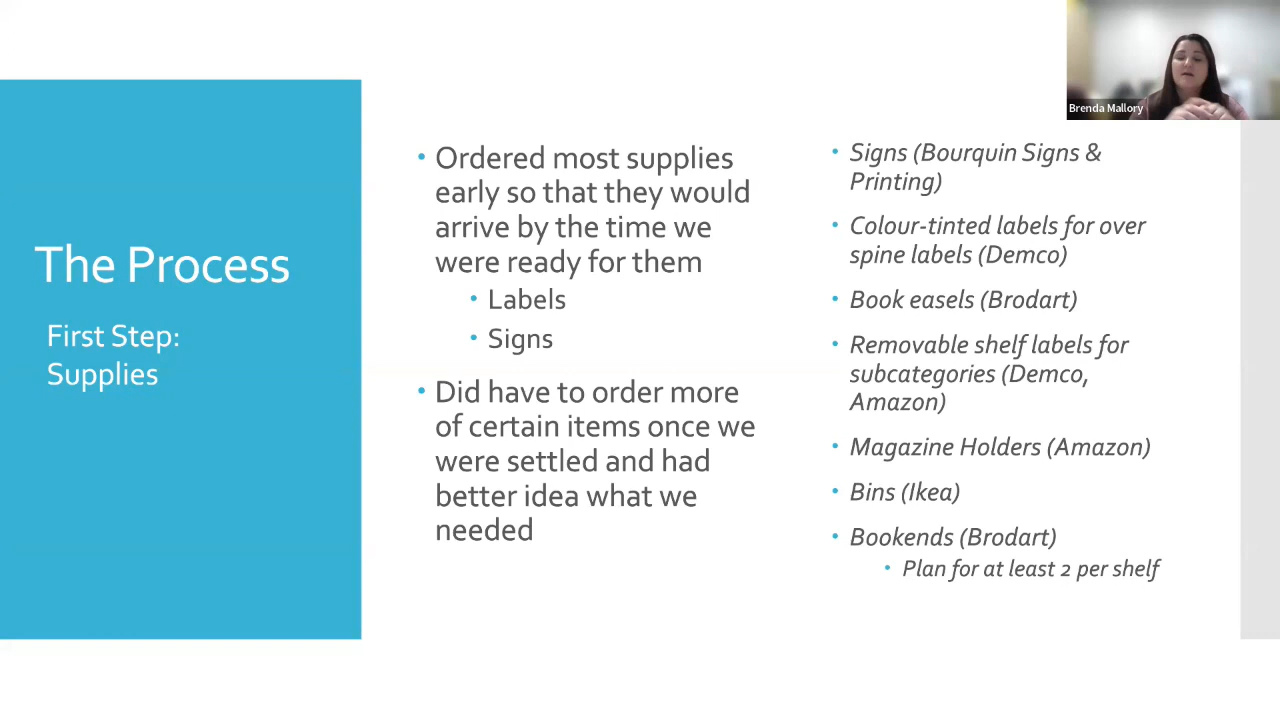 Brenda Mallory
The Process
First Step:
Supplies
• Ordered most supplies
early so that they would
arrive by the time we
were ready for them
• Labels
• Signs
• Did have to order more
of certain items once we
were settled and had
better idea what we
needed
• Signs (Bourquin Signs &
Printing)
• Colour-tinted labels for over
spine labels (Demco)
• Book easels (Brodart)
• Removable shelf labels for
subcategories (Demco,
Amazon)
• Magazine Holders (Amazon)
• Bins (Ikea)
• Bookends (Brodart)
• Plan for at least 2 per shelf